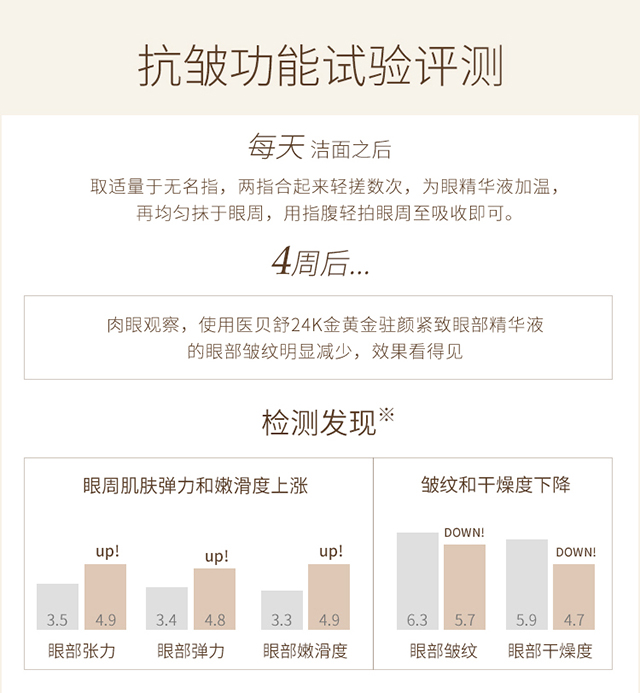 抗皱功能试验评测
每天 洁面之后
取适量于无名指，两指合起来轻搓数次，为眼精华液加温，
再均匀抹于眼周，用指腹轻拍眼周至吸收即可。
4周后...
肉眼观察，使用医贝舒24K金黄金驻颜紧致眼部精华液
的眼部皱纹明显减少，效果看得见
检测发现※
眼周肌肤弹力和嫩滑度上涨
up!
up!
up!
3.5 4.9 3.4 4.8 3.3 4.9
眼部张力 眼部弹力 眼部嫩滑度
皱纹和干燥度下降
DOWN!
DOWN!
6.3 5.7 5.9 4.7
眼部皱纹 眼部干燥度